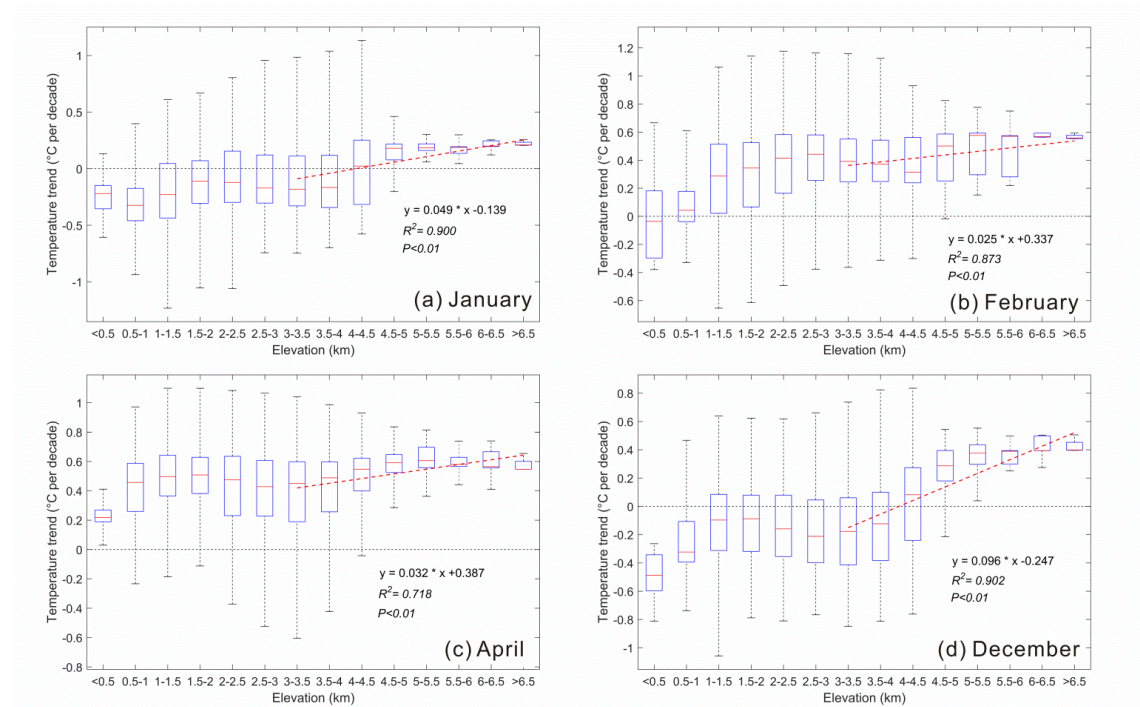 Temperature trend (°C per decade)
1
0.5
0
-0.5
-1
y = 0.049 * x -0.139
R²= 0.900
P<0.01
(a) January
<0.5 0.5-1 1-1.5 1.5-2 2-2.5 2.5-3 3-3.5 3.5-4 4-4.5 4.5-5 5-5.5 5.5-6 6-6.5 >6.5
Elevation (km)
Temperature trend (°C per decade)
1.2
1
0.8
0.6
0.4
0.2
0
-0.2
-0.4
-0.6
y = 0.025 * x +0.337
R²= 0.873
P<0.01
(b) February
<0.5 0.5-1 1-1.5 1.5-2 2-2.5 2.5-3 3-3.5 3.5-4 4-4.5 4.5-5 5-5.5 5.5-6 6-6.5 >6.5
Elevation (km)
Temperature trend (°C per decade)
1
0.8
0.6
0.4
0.2
0
-0.2
-0.4
-0.6
-0.8
y = 0.032 * x +0.387
R²= 0.718
P<0.01
(c) April
<0.5 0.5-1 1-1.5 1.5-2 2-2.5 2.5-3 3-3.5 3.5-4 4-4.5 4.5-5 5-5.5 5.5-6 6-6.5 >6.5
Elevation (km)
Temperature trend (°C per decade)
0.8
0.6
0.4
0.2
0
-0.2
-0.4
-0.6
-0.8
-1
y = 0.096 * x -0.247
R²= 0.902
P<0.01
(d) December
<0.5 0.5-1 1-1.5 1.5-2 2-2.5 2.5-3 3-3.5 3.5-4 4-4.5 4.5-5 5-5.5 5.5-6 6-6.5 >6.5
Elevation (km)